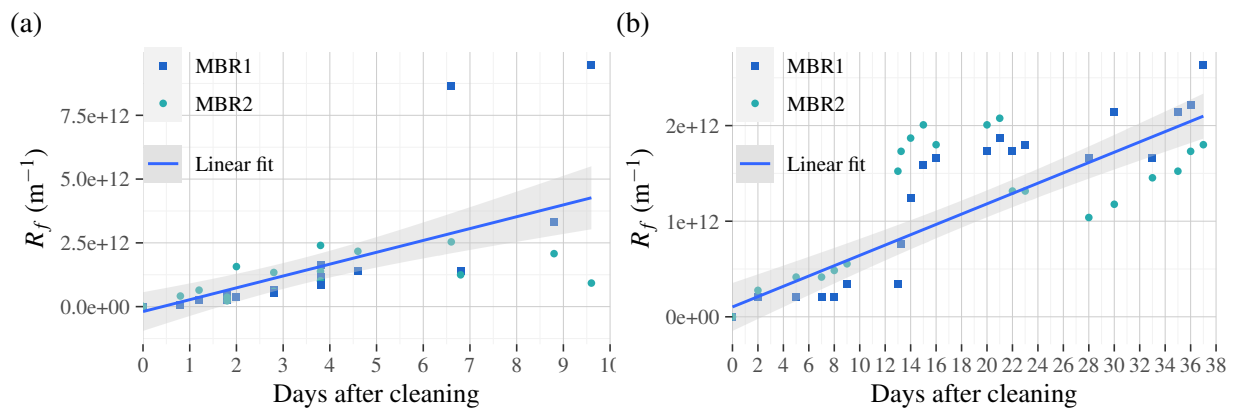 (a)
MBR1
MBR2
Linear fit
7.5e+12
5.0e+12
2.5e+12
0.0e+00
R_f (m⁻¹)
0 1 2 3 4 5 6 7 8 9 10
Days after cleaning
(b)
MBR1
MBR2
Linear fit
2e+12
1e+12
0e+00
R_f (m⁻¹)
0 2 4 6 8 10 12 14 16 18 20 22 24 26 28 30 32 34 36 38
Days after cleaning